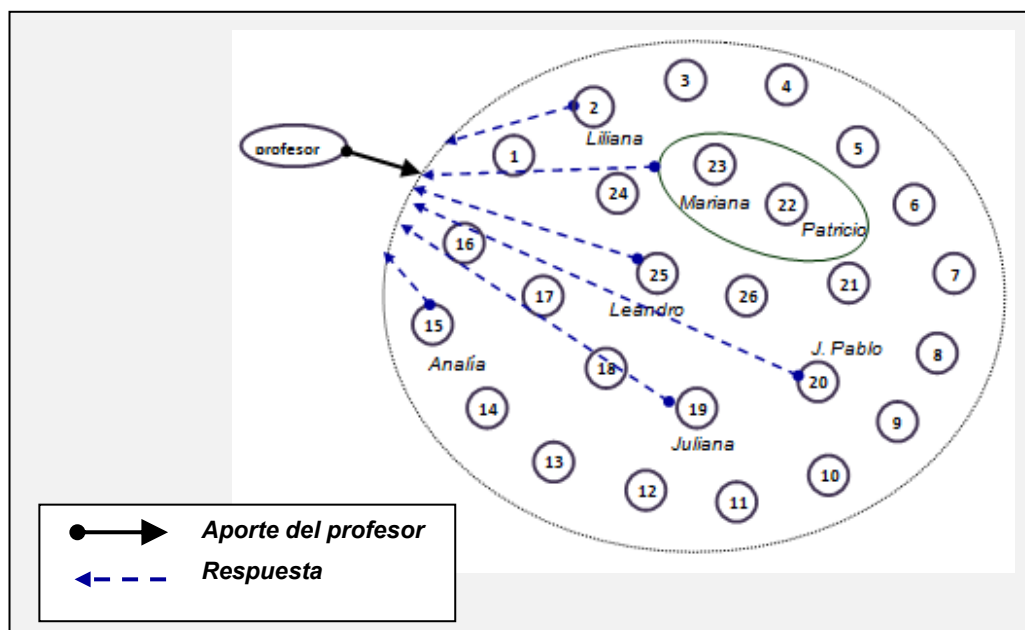 profesor
3
4
2
Liliana
1
5
23
Mariana
24
22
Patricio
6
16
25
Leandro
21
7
17
26
15
Analía
J. Pablo
8
18
20
14
19
Juliana
9
13
10
12
11
Aporte del profesor
Respuesta